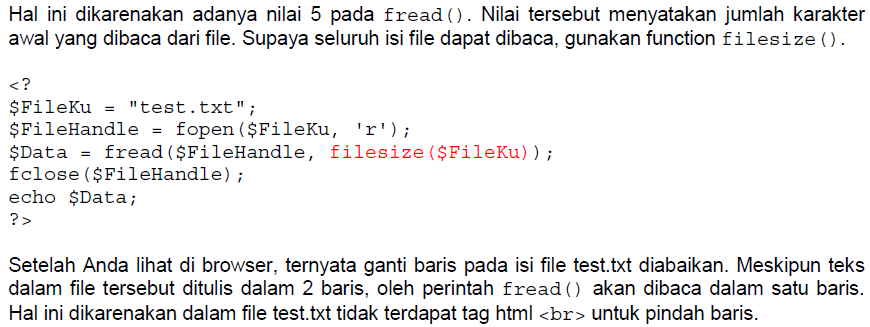 Hal ini dikarenakan adanya nilai 5 pada fread(). Nilai tersebut menyatakan jumlah karakter
awal yang dibaca dari file. Supaya seluruh isi file dapat dibaca, gunakan function filesize().
<?
$FileKu = "test.txt";
$FileHandle = fopen($FileKu, 'r');
$Data = fread($FileHandle, filesize($FileKu));
fclose($FileHandle);
echo $Data;
?>
Setelah Anda lihat di browser, ternyata ganti baris pada isi file test.txt diabaikan. Meskipun teks
dalam file tersebut ditulis dalam 2 baris, oleh perintah fread() akan dibaca dalam satu baris.
Hal ini dikarenakan dalam file test.txt tidak terdapat tag html <br> untuk pindah baris.